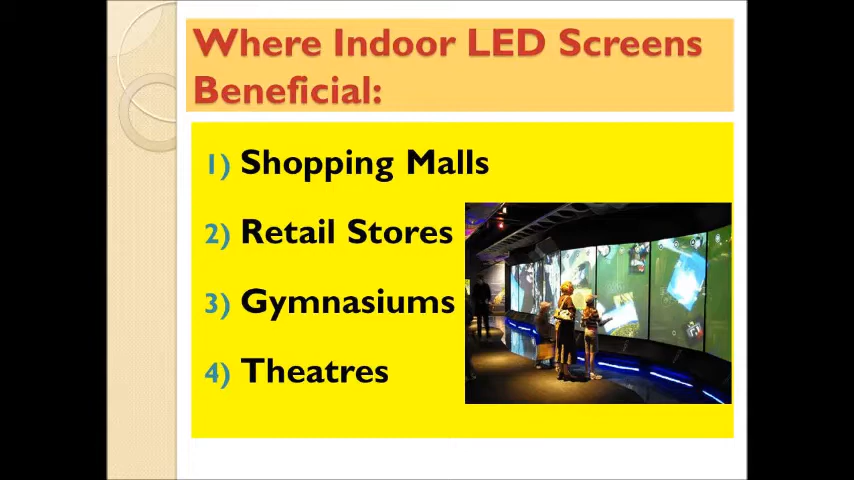 Where Indoor LED Screens
Beneficial:
1) Shopping Malls
2) Retail Stores
3) Gymnasiums
4) Theatres